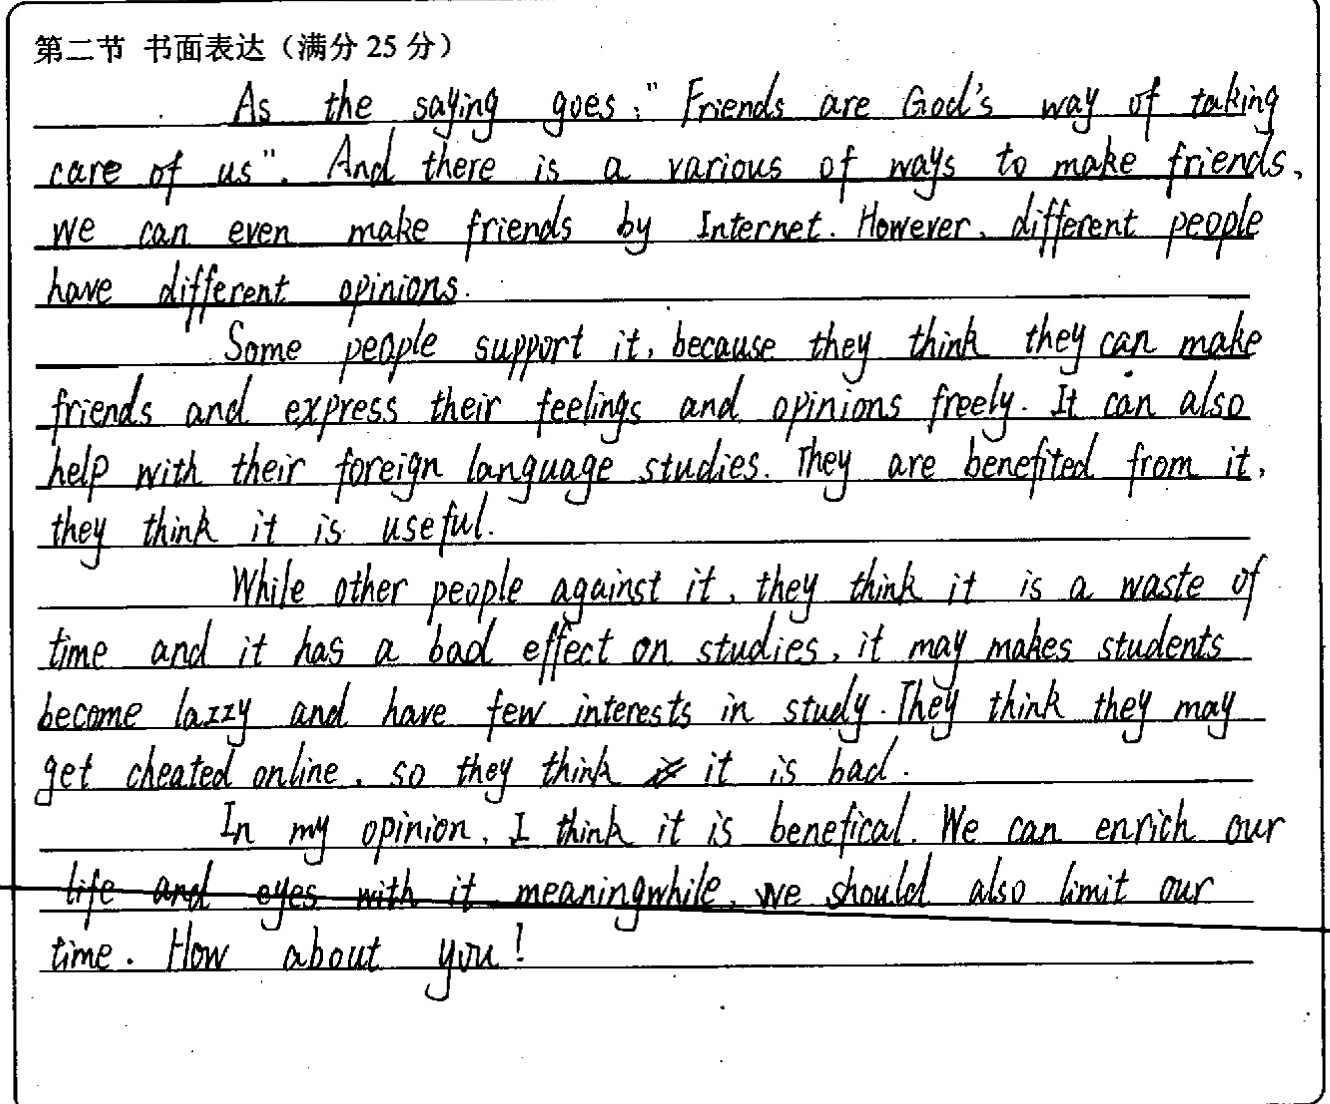 第二节 书面表达（满分 25 分）
As the saying goes:" Friends are God's way of taking
care of us". And there is a various of ways to make friends,
we can even make friends by Internet. However, different people
have different opinions.
Some people support it, because they think they can make
friends and express their feelings and opinions freely. It can also
help with their foreign language studies. They are benefited from it,
they think it is useful.
While other people against it, they think it is a waste of
time and it has a bad effect on studies, it may makes students
become lazzy and have few interests in study. They think they may
get cheated online, so they think it is bad.
In my opinion, I think it is benefical. We can enrich our
life and eyes with it meaningwhile, we should also limit our
time. How about you!